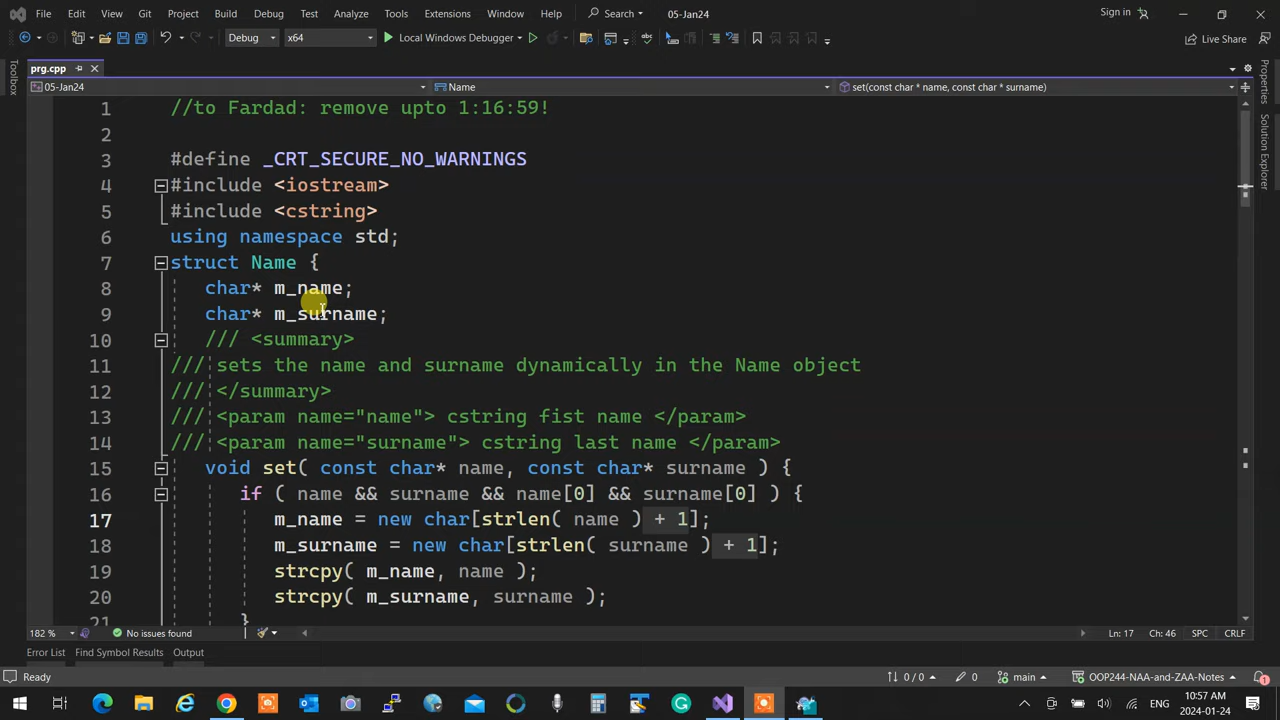 File Edit View Git Project Build Debug Test Analyze Tools Extensions Window Help Search 05-Jan24 Sign in
Debug x64 Local Windows Debugger Live Share
prg.cpp
05-Jan24 Name set(const char * name, const char * surname)
Toolbox
Properties
Solution Explorer
1 //to Fardad: remove upto 1:16:59!
2
3 #define _CRT_SECURE_NO_WARNINGS
4 #include <iostream>
5 #include <cstring>
6 using namespace std;
7 struct Name {
8 char* m_name;
9 char* m_surname;
10 /// <summary>
11 /// sets the name and surname dynamically in the Name object
12 /// </summary>
13 /// <param name="name"> cstring fist name </param>
14 /// <param name="surname"> cstring last name </param>
15 void set( const char* name, const char* surname ) {
16 if ( name && surname && name[0] && surname[0] ) {
17 m_name = new char[strlen( name ) + 1];
18 m_surname = new char[strlen( surname ) + 1];
19 strcpy( m_name, name );
20 strcpy( m_surname, surname );
21 }
182 % No issues found Ln: 17 Ch: 46 SPC CRLF
Error List Find Symbol Results Output
Ready 0 / 0 0 main OOP244-NAA-and-ZAA-Notes 1
ENG 10:57 AM
2024-01-24